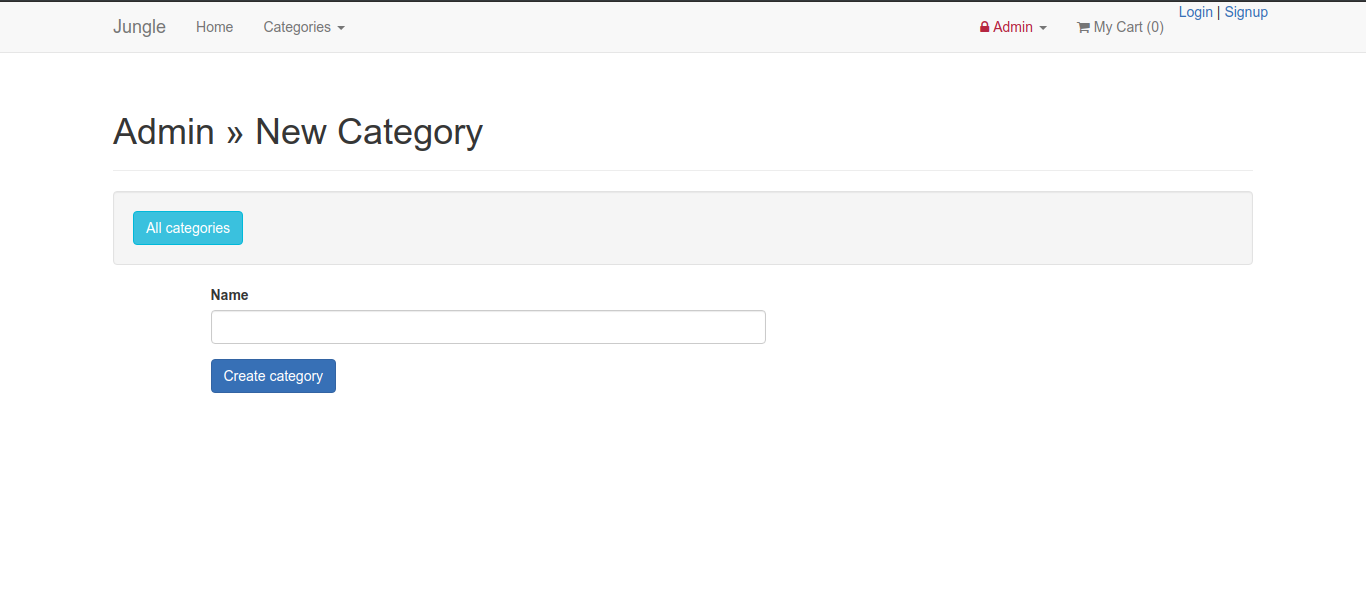 Jungle Home Categories Admin My Cart (0) Login | Signup
Admin » New Category
All categories
Name
Create category